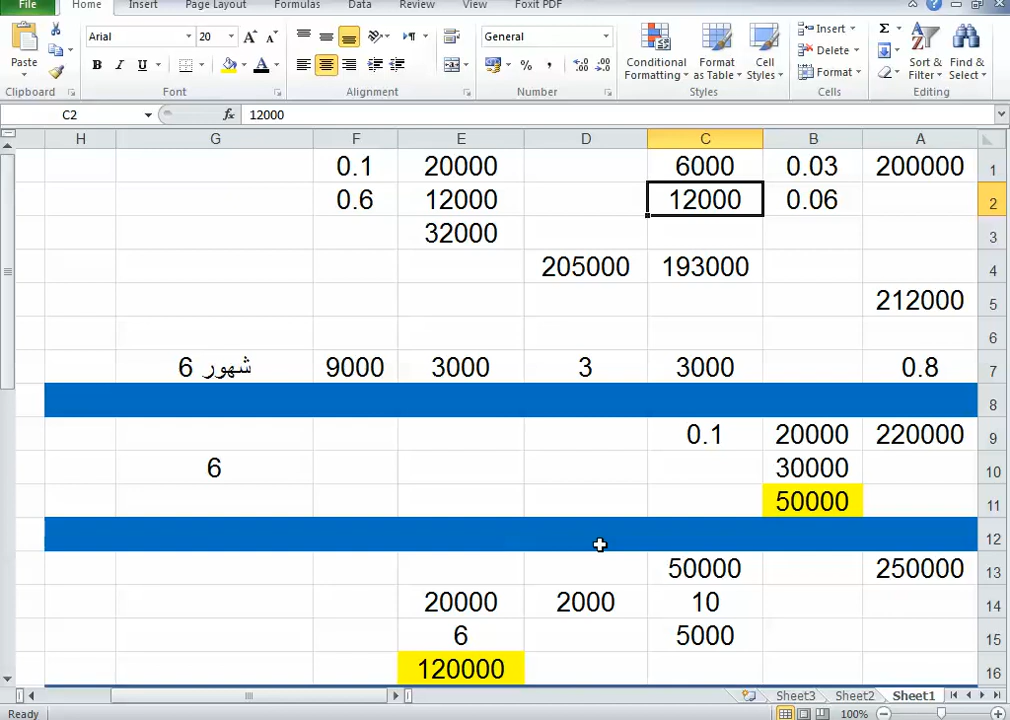 File Home Insert Page Layout Formulas Data Review View Foxit PDF
Paste Arial 20 A A General Conditional Formatting Format as Table Cell Styles Insert Delete Format Σ Sort & Filter Find & Select
B I U A % ,
Clipboard Font Alignment Number Styles Cells Editing
C2 fx 12000
H G F E D C B A
0.1 20000 6000 0.03 200000 1
0.6 12000 12000 0.06 2
32000 3
205000 193000 4
212000 5
6
6 شهور 9000 3000 3 3000 0.8 7
8
0.1 20000 220000 9
6 30000 10
50000 11
12
50000 250000 13
20000 2000 10 14
6 5000 15
120000 16
Sheet3 Sheet2 Sheet1
Ready 100%